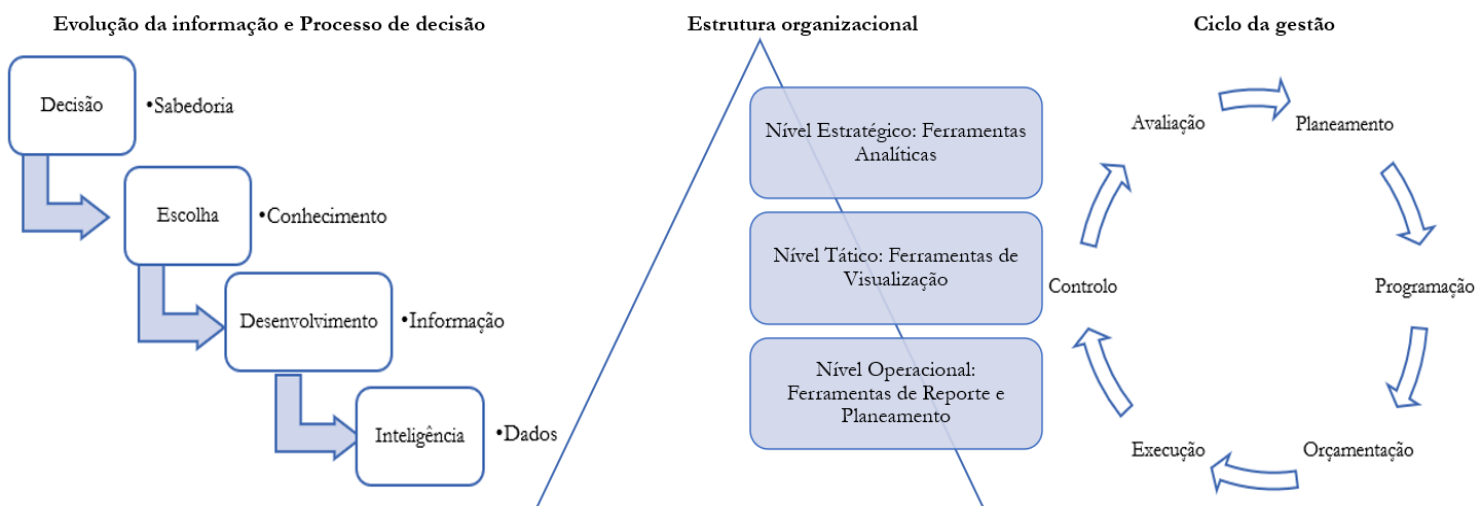 Evolução da informação e Processo de decisão
Decisão
•Sabedoria
Escolha
•Conhecimento
Desenvolvimento
•Informação
Inteligência
•Dados
Estrutura organizacional
Nível Estratégico: Ferramentas
Analíticas
Nível Tático: Ferramentas de
Visualização
Nível Operacional:
Ferramentas de Reporte e
Planeamento
Ciclo da gestão
Avaliação
Planeamento
Programação
Orçamentação
Execução
Controlo